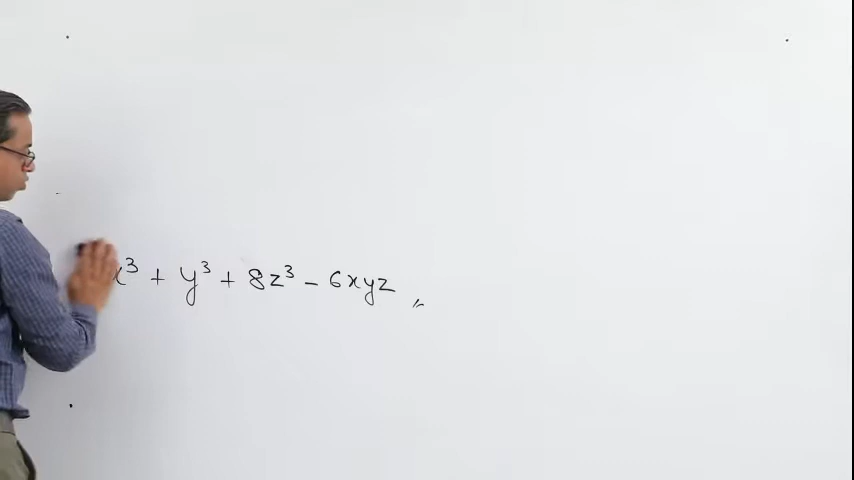 x³ + y³ + 8z³ - 6xyz //